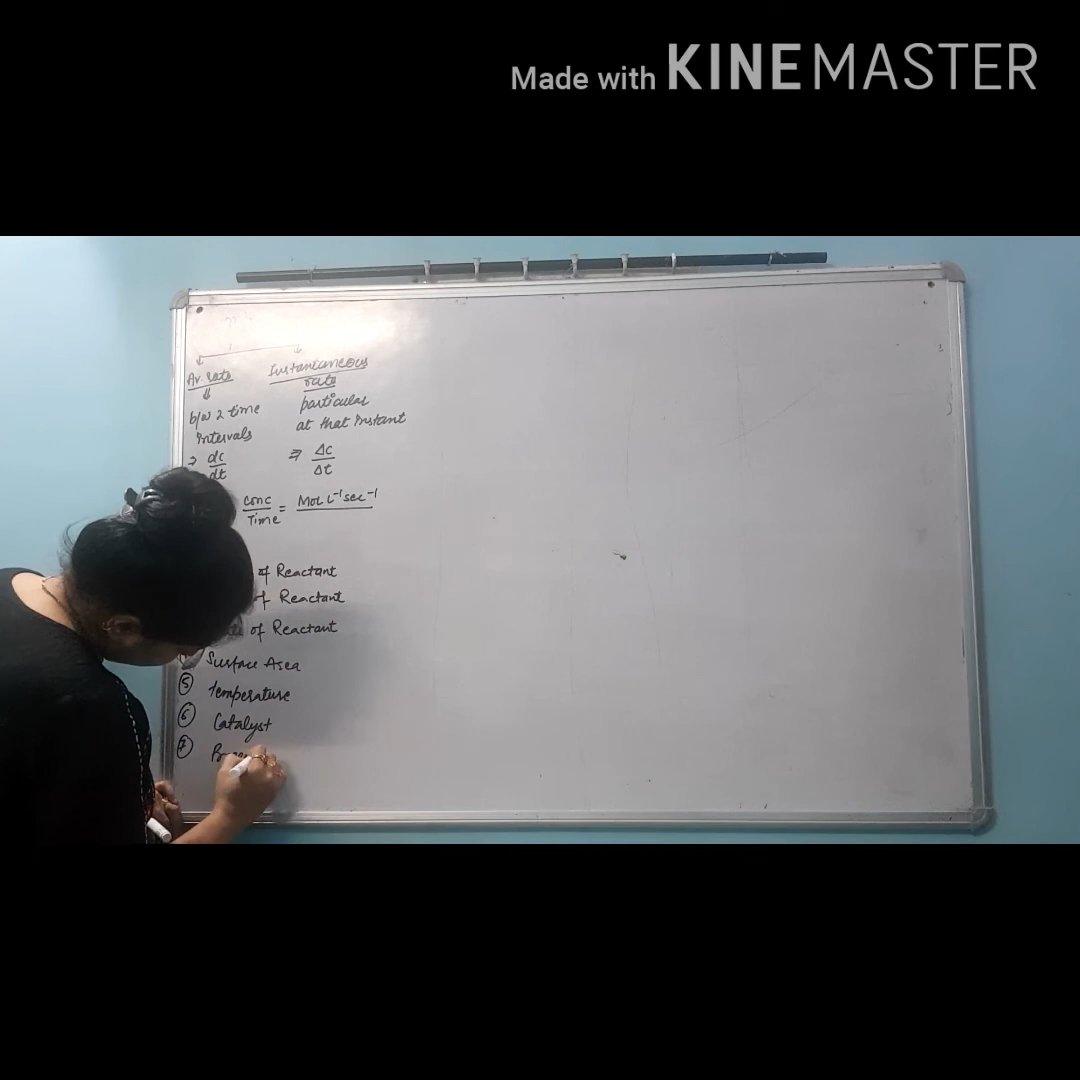 Made with KINEMASTER
Av. rate
Instantaneous
rate
b/w 2 time
intervals
particular
at that instant
⇒ dc
dt
⇒ Δc
Δt
conc
Time
= Mol L⁻¹ sec⁻¹
of Reactant
of Reactant
of Reactant
Surface Area
⑤ Temperature
⑥ Catalyst
⑦